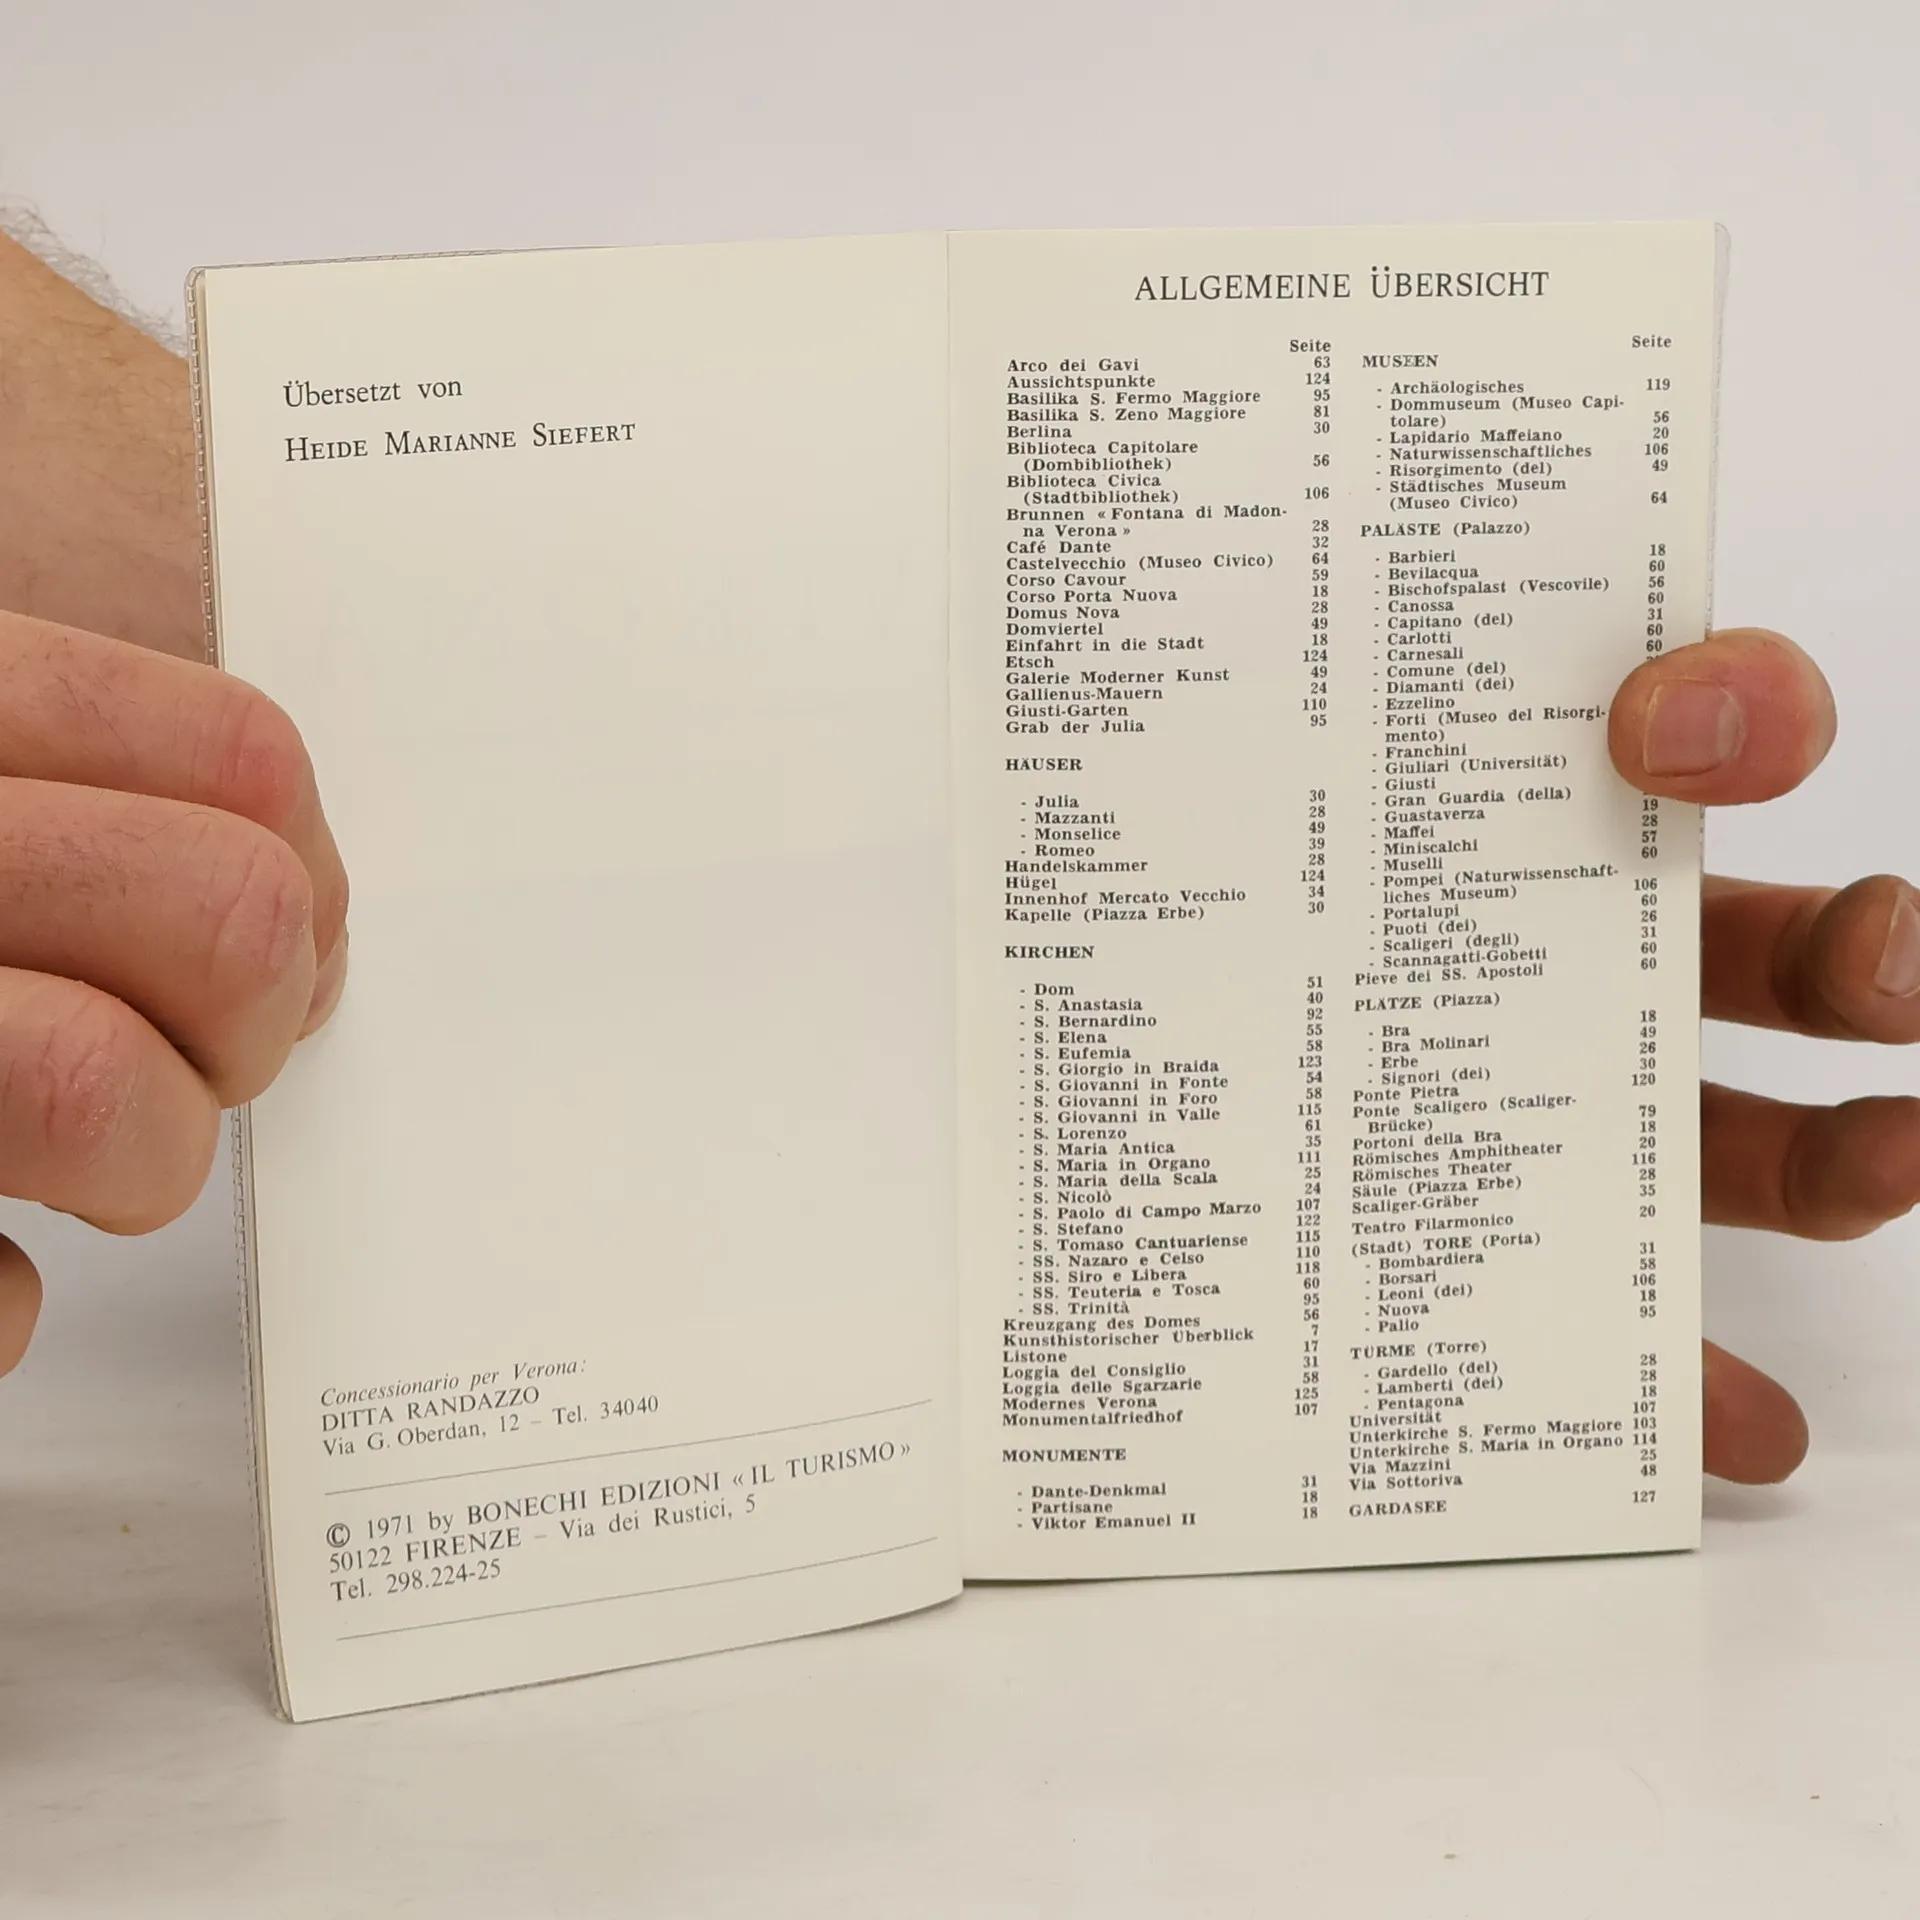 Übersetzt von
HEIDE MARIANNE SIEFERT
Concessionario per Verona:
DITTA RANDAZZO
Via G. Oberdan, 12 – Tel. 34040
© 1971 by BONECHI EDIZIONI « IL TURISMO »
50122 FIRENZE – Via dei Rustici, 5
Tel. 298.224-25
ALLGEMEINE ÜBERSICHT
Seite
Arco dei Gavi 63
Aussichtspunkte 124
Basilika S. Fermo Maggiore 95
Basilika S. Zeno Maggiore 81
Berlina 30
Biblioteca Capitolare
(Dombibliothek) 56
Biblioteca Civica
(Stadtbibliothek) 106
Brunnen « Fontana di Madon-
na Verona » 28
Café Dante 32
Castelvecchio (Museo Civico) 64
Corso Cavour 59
Corso Porta Nuova 18
Domus Nova 28
Domviertel 49
Einfahrt in die Stadt 18
Etsch 124
Galerie Moderner Kunst 49
Gallienus-Mauern 24
Giusti-Garten 110
Grab der Julia 95
HÄUSER
- Julia 30
- Mazzanti 28
- Monselice 49
- Romeo 39
Handelskammer 28
Hügel 124
Innenhof Mercato Vecchio 34
Kapelle (Piazza Erbe) 30
KIRCHEN
- Dom 51
- S. Anastasia 40
- S. Bernardino 92
- S. Elena 55
- S. Eufemia 58
- S. Giorgio in Braida 123
- S. Giovanni in Fonte 54
- S. Giovanni in Foro 58
- S. Giovanni in Valle 115
- S. Lorenzo 61
- S. Maria Antica 35
- S. Maria in Organo 111
- S. Maria della Scala 25
- S. Nicolò 24
- S. Paolo di Campo Marzo 107
- S. Stefano 122
- S. Tomaso Cantuariense 115
- SS. Nazaro e Celso 110
- SS. Siro e Libera 118
- SS. Teuteria e Tosca 60
- SS. Trinità 95
Kreuzgang des Domes 56
Kunsthistorischer Überblick 7
Listone 17
Loggia del Consiglio 31
Loggia delle Sgarzarie 58
Modernes Verona 125
Monumentalfriedhof 107
MONUMENTE
- Dante-Denkmal 31
- Partisane 18
- Viktor Emanuel II 18
Seite
MUSEEN
- Archäologisches 119
- Dommuseum (Museo Capi-
tolare) 56
- Lapidario Maffeiano 20
- Naturwissenschaftliches 106
- Risorgimento (del) 49
- Städtisches Museum
(Museo Civico) 64
PALÄSTE (Palazzo)
- Barbieri 18
- Bevilacqua 60
- Bischofspalast (Vescovile) 56
- Canossa 60
- Capitano (del) 31
- Carlotti 60
- Carnesali 60
- Comune (del)
- Diamanti (dei)
- Ezzelino
- Forti (Museo del Risorgi-
mento)
- Franchini
- Giuliari (Universität)
- Giusti
- Gran Guardia (della)
- Guastaverza 19
- Maffei 28
- Miniscalchi 57
- Muselli 60
- Pompei (Naturwissenschaft-
liches Museum) 106
- Portalupi 60
- Puoti (dei) 26
- Scaligeri (degli) 31
- Scannagatti-Gobetti 60
Pieve dei SS. Apostoli 60
PLÄTZE (Piazza)
- Bra 18
- Bra Molinari 49
- Erbe 26
- Signori (dei) 30
Ponte Pietra 120
Ponte Scaligero (Scaliger-
Brücke) 79
Portoni della Bra 18
Römisches Amphitheater 20
Römisches Theater 116
Säule (Piazza Erbe) 28
Scaliger-Gräber 35
Teatro Filarmonico 20
(Stadt) TORE (Porta)
- Bombardiera 31
- Borsari 58
- Leoni (dei) 106
- Nuova 18
- Palio 95
TÜRME (Torre)
- Gardello (del) 28
- Lamberti (dei) 28
- Pentagona 18
Universität 107
Unterkirche S. Fermo Maggiore 103
Unterkirche S. Maria in Organo 114
Via Mazzini 25
Via Sottoriva 48
GARDASEE 127